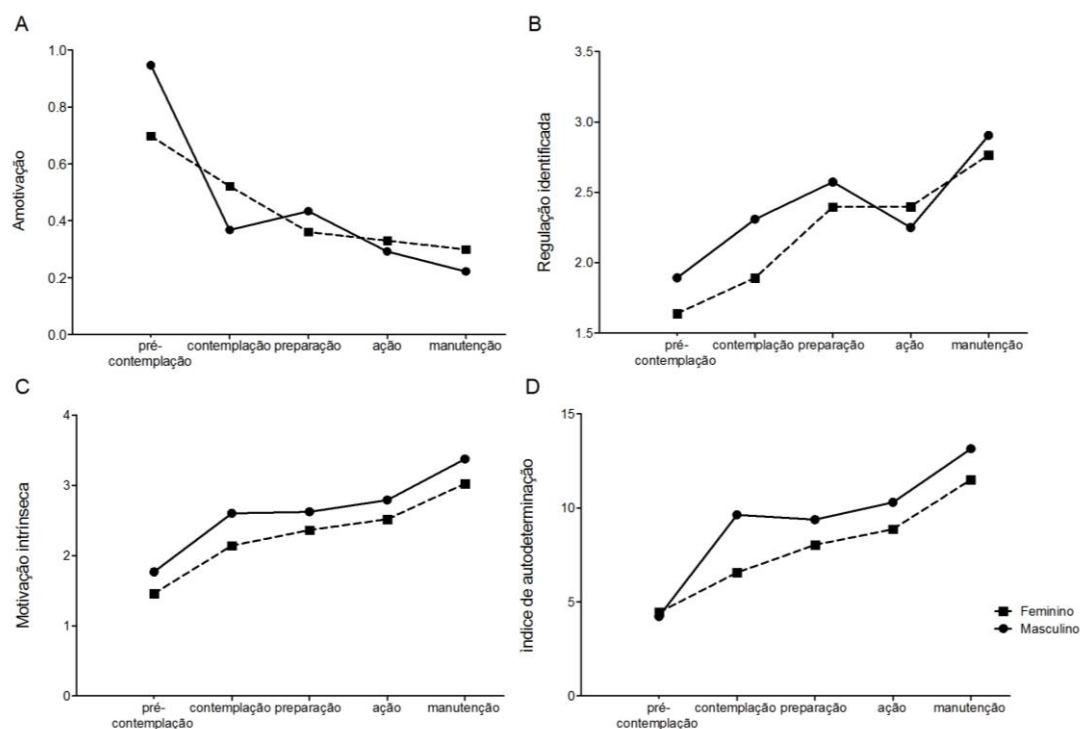 A
Amotivação
1.0
0.8
0.6
0.4
0.2
0.0
pré-
contemplação
contemplação
preparação
ação
manutenção
B
Regulação identificada
3.5
3.0
2.5
2.0
1.5
pré-
contemplação
contemplação
preparação
ação
manutenção
C
Motivação intrínseca
4
3
2
1
0
pré-
contemplação
contemplação
preparação
ação
manutenção
D
índice de autodeterminação
15
10
5
0
pré-
contemplação
contemplação
preparação
ação
manutenção
Feminino
Masculino